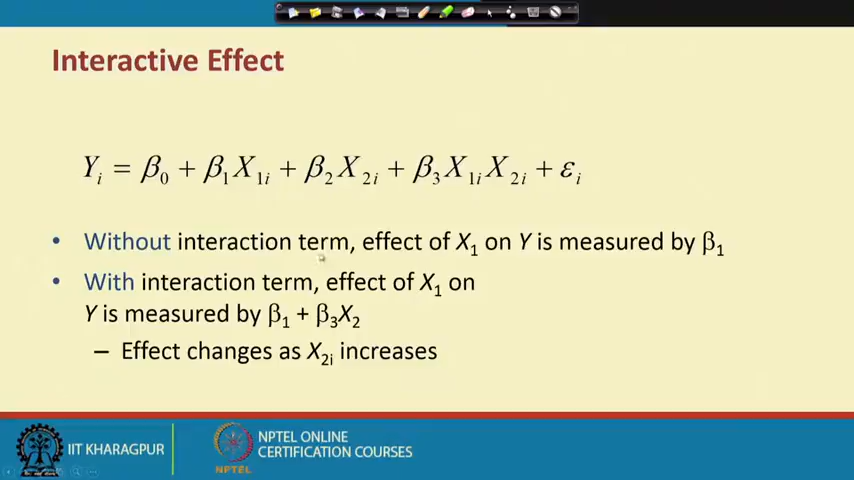 Interactive Effect
Yᵢ = β₀ + β₁X₁ᵢ + β₂X₂ᵢ + β₃X₁ᵢX₂ᵢ + εᵢ
• Without interaction term, effect of X₁ on Y is measured by β₁
• With interaction term, effect of X₁ on
Y is measured by β₁ + β₃X₂
– Effect changes as X₂ᵢ increases
IIT KHARAGPUR
NPTEL
NPTEL ONLINE
CERTIFICATION COURSES